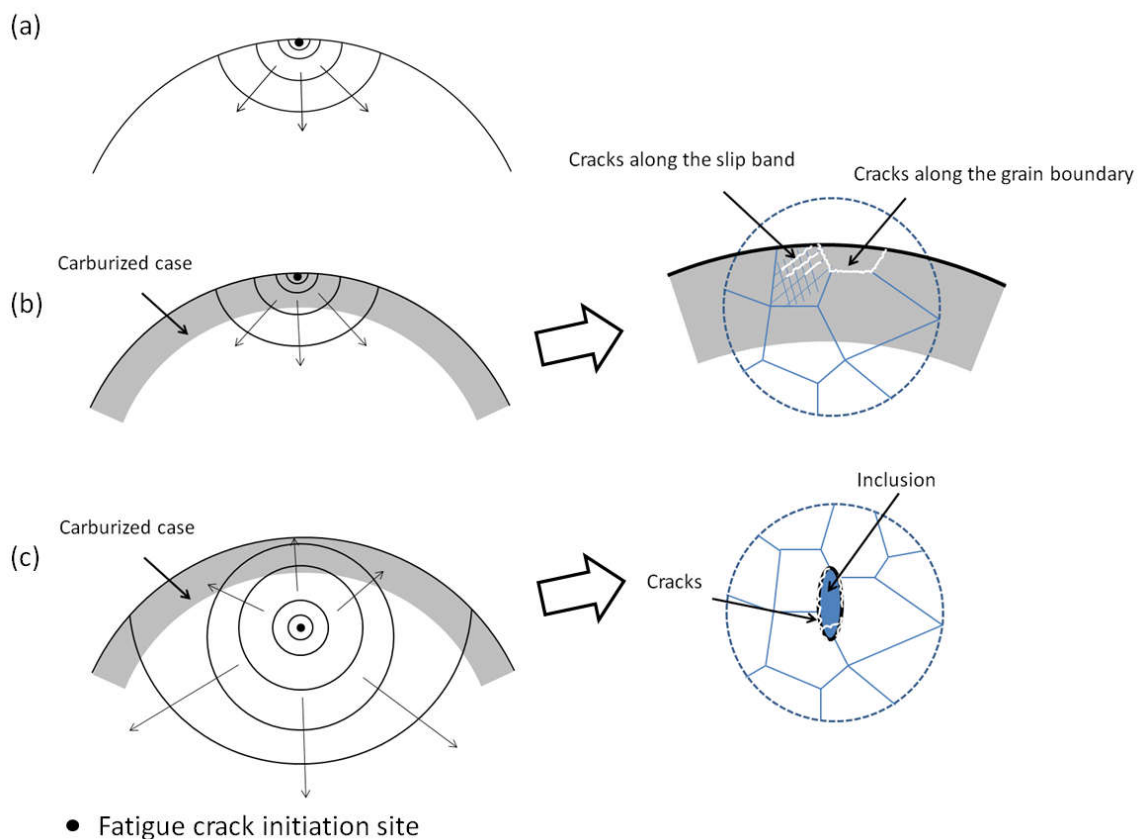 (a)
Cracks along the slip band
Cracks along the grain boundary
Carburized case
(b)
Inclusion
Carburized case
(c)
Cracks
Fatigue crack initiation site